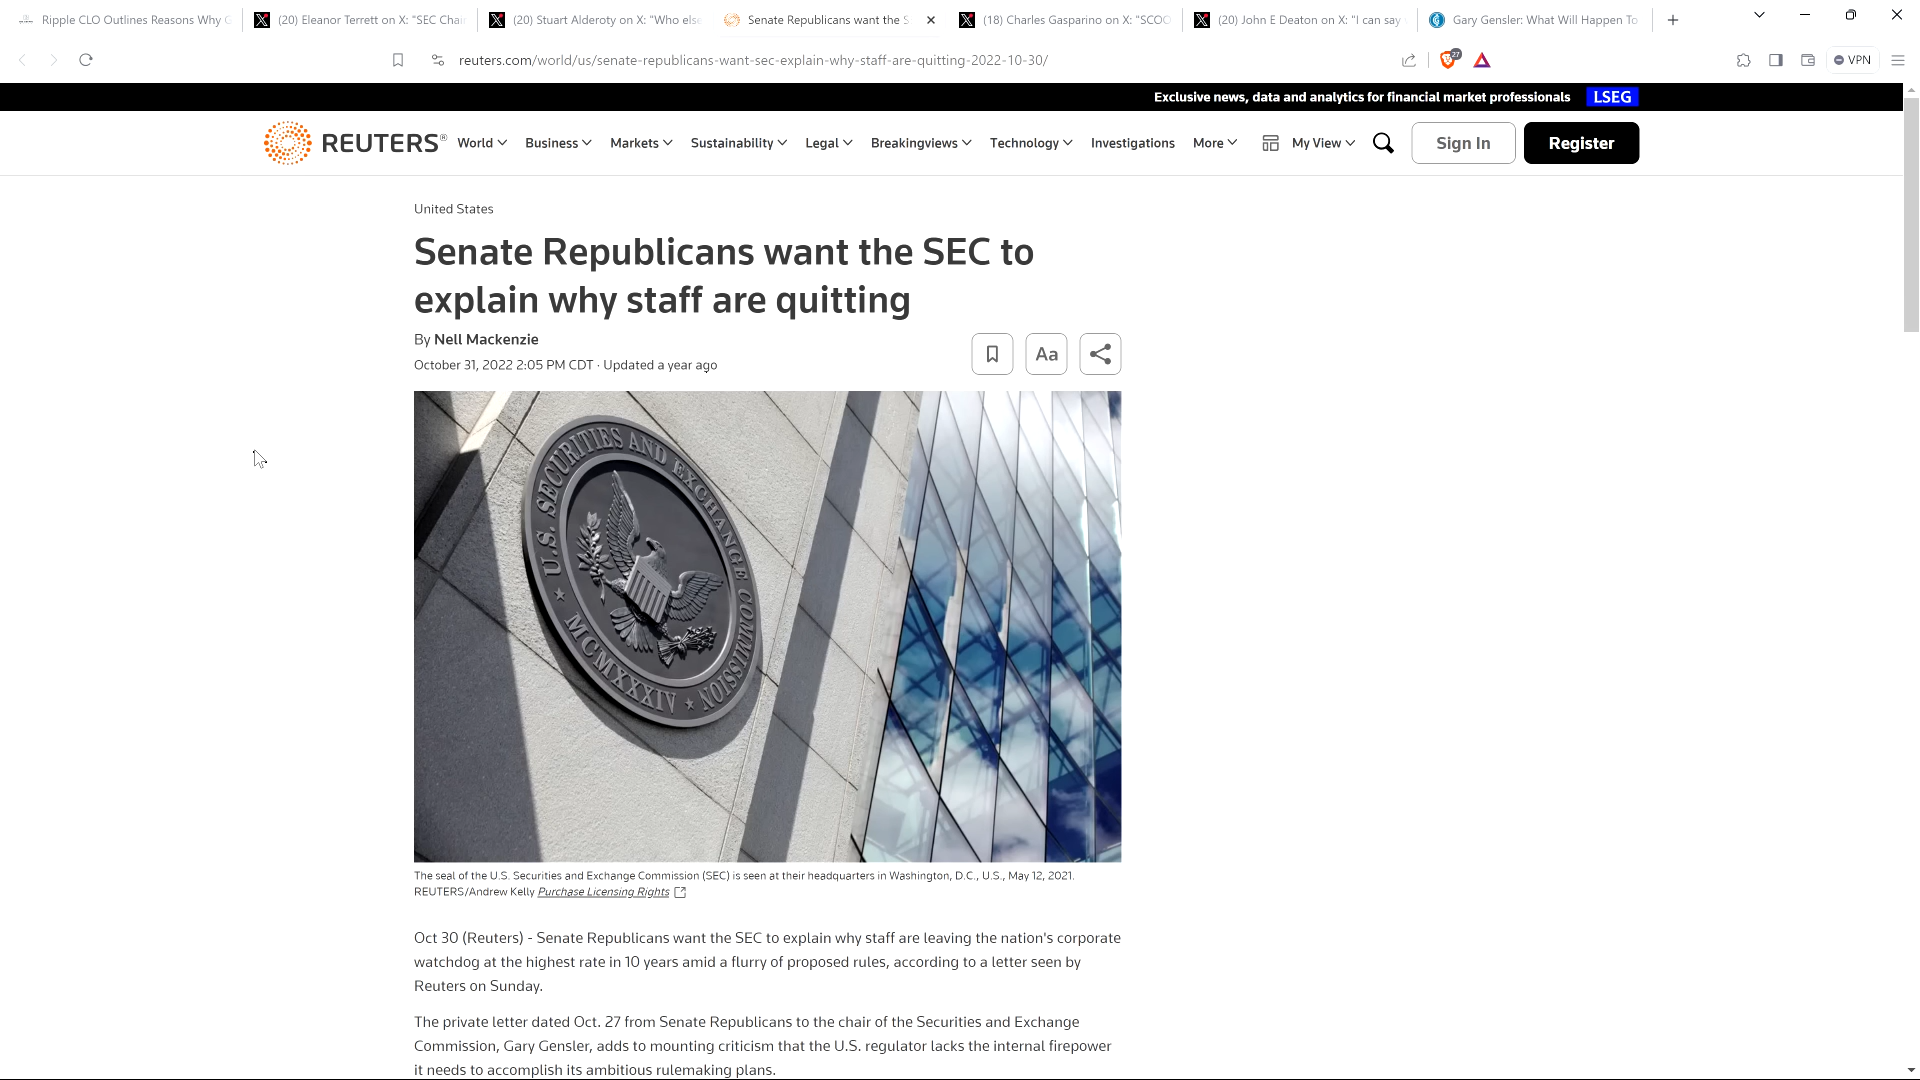 Ripple CLO Outlines Reasons Why G
(20) Eleanor Terrett on X: "SEC Chai
(20) Stuart Alderoty on X: "Who else
Senate Republicans want the S
(18) Charles Gasparino on X: "SCOO
(20) John E Deaton on X: "I can say
Gary Gensler: What Will Happen To
reuters.com/world/us/senate-republicans-want-sec-explain-why-staff-are-quitting-2022-10-30/
27
VPN
Exclusive news, data and analytics for financial market professionals LSEG
REUTERS® World Business Markets Sustainability Legal Breakingviews Technology Investigations More My View Sign In Register
United States
Senate Republicans want the SEC to
explain why staff are quitting
By Nell Mackenzie
October 31, 2022 2:05 PM CDT · Updated a year ago
Aa
U.S. SECURITIES AND EXCHANGE COMMISSION
MCMXXXIV
The seal of the U.S. Securities and Exchange Commission (SEC) is seen at their headquarters in Washington, D.C., U.S., May 12, 2021.
REUTERS/Andrew Kelly Purchase Licensing Rights
Oct 30 (Reuters) - Senate Republicans want the SEC to explain why staff are leaving the nation's corporate
watchdog at the highest rate in 10 years amid a flurry of proposed rules, according to a letter seen by
Reuters on Sunday.
The private letter dated Oct. 27 from Senate Republicans to the chair of the Securities and Exchange
Commission, Gary Gensler, adds to mounting criticism that the U.S. regulator lacks the internal firepower
it needs to accomplish its ambitious rulemaking plans.